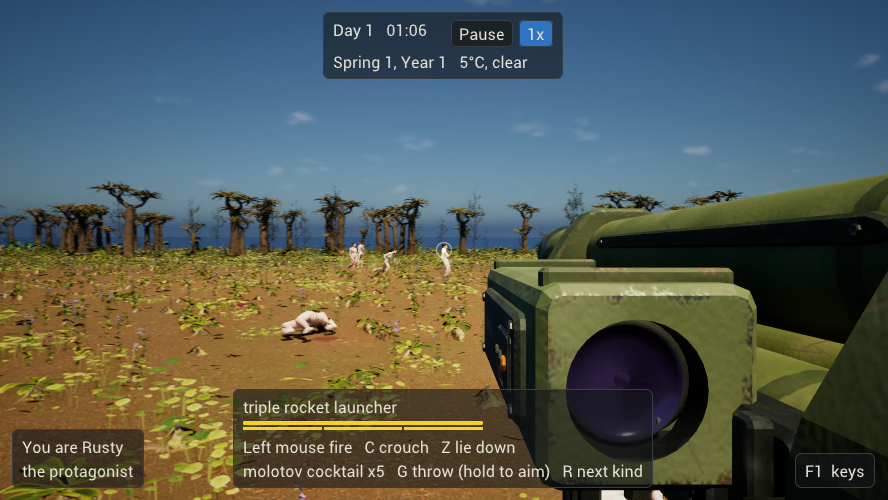 Day 1 01:06 Pause 1x
Spring 1, Year 1 5°C, clear
triple rocket launcher
Left mouse fire C crouch Z lie down
molotov cocktail x5 G throw (hold to aim) R next kind
You are Rusty
the protagonist
F1 keys